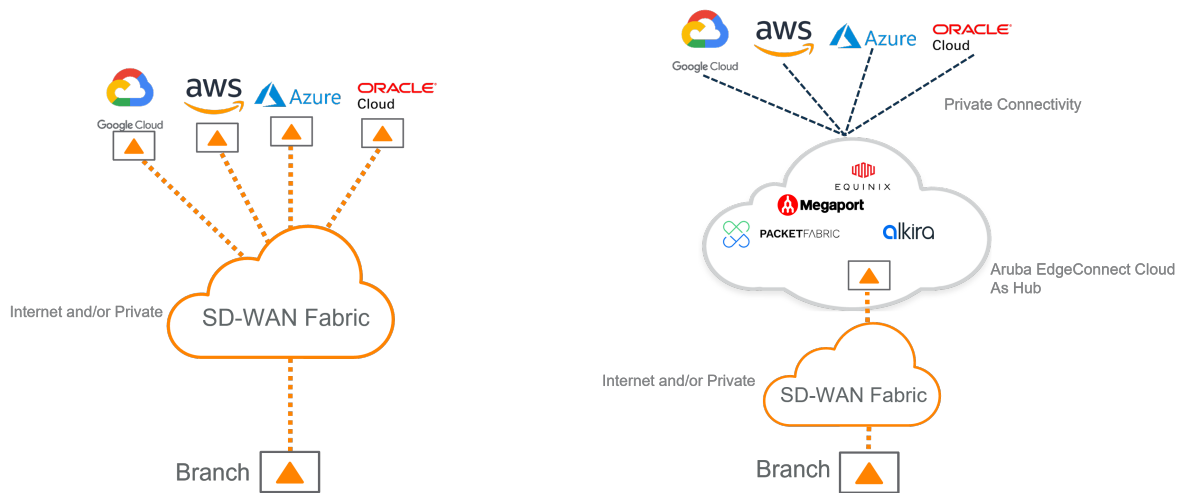 Google Cloud
aws
Azure
ORACLE
Cloud
Internet and/or Private
SD-WAN Fabric
Branch
Google Cloud
aws
Azure
ORACLE
Cloud
Private Connectivity
EQUINIX
Megaport
PACKETFABRIC
alkira
Aruba EdgeConnect Cloud
As Hub
Internet and/or Private
SD-WAN Fabric
Branch